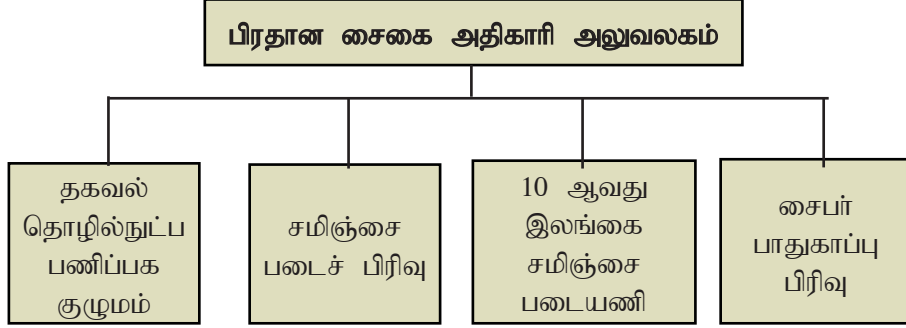 பிரதான சைகை அதிகாரி அலுவலகம்
தகவல்
தொழில்நுட்ப
பணிப்பக
குழுமம்
சமிஞ்சை
படைச் பிரிவு
10 ஆவது
இலங்கை
சமிஞ்சை
படையணி
சைபர்
பாதுகாப்பு
பிரிவு